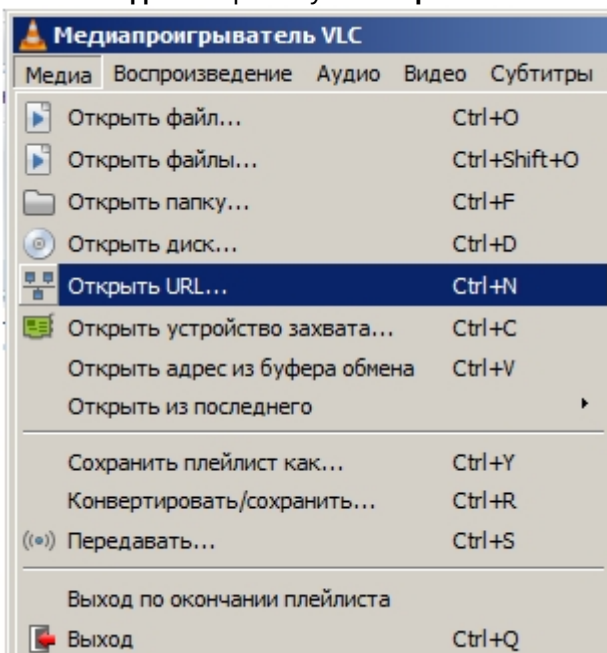 Медиапроигрыватель VLC
Медиа Воспроизведение Аудио Видео Субтитры
Открыть файл... Ctrl+O
Открыть файлы... Ctrl+Shift+O
Открыть папку... Ctrl+F
Открыть диск... Ctrl+D
Открыть URL... Ctrl+N
Открыть устройство захвата... Ctrl+C
Открыть адрес из буфера обмена Ctrl+V
Открыть из последнего
Сохранить плейлист как... Ctrl+Y
Конвертировать/сохранить... Ctrl+R
Передавать... Ctrl+S
Выход по окончании плейлиста
Выход Ctrl+Q